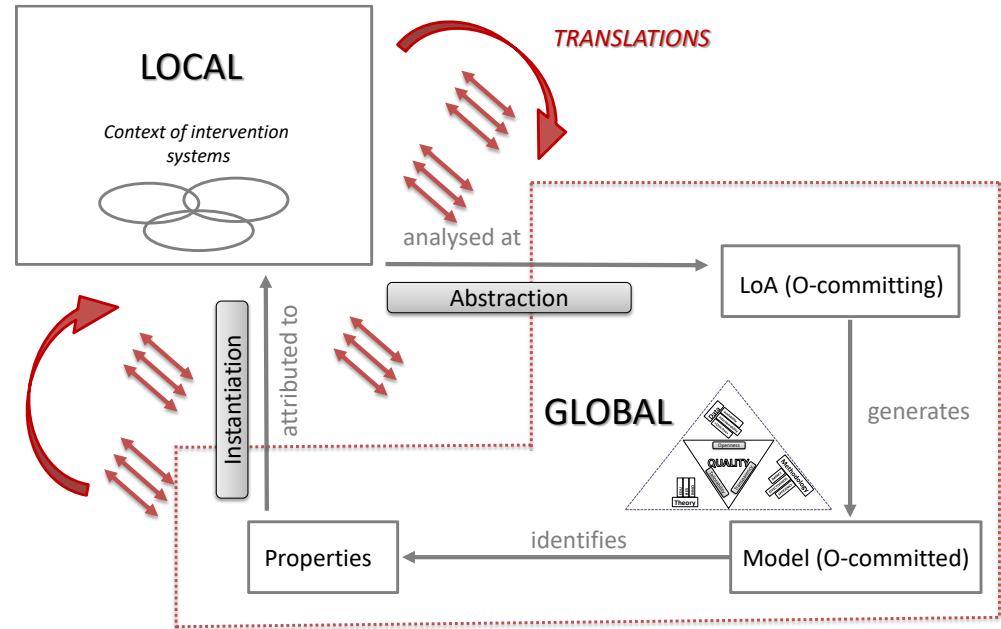 TRANSLATIONS
LOCAL
Context of intervention
systems
analysed at
Abstraction
LoA (O-committing)
Instantiation
attributed to
GLOBAL
generates
Openness
QUALITY
Methodology
Theory
Properties
identifies
Model (O-committed)